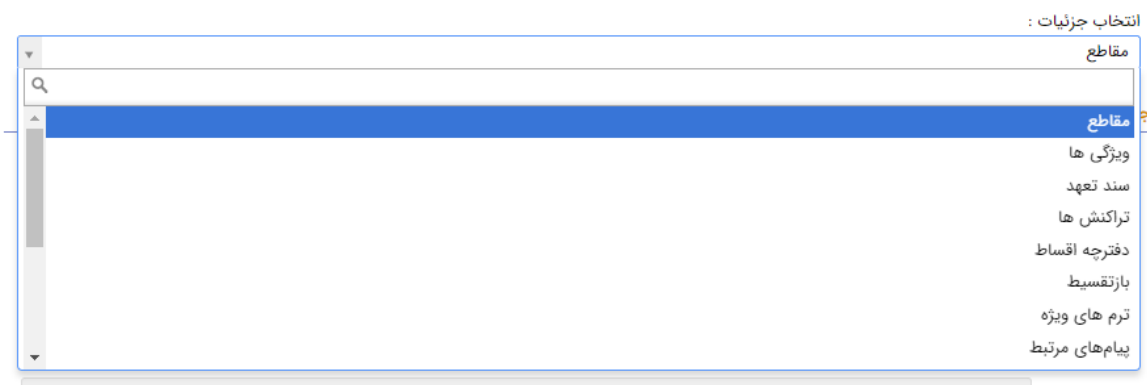 انتخاب جزئیات :
مقاطع
مقاطع
ویژگی ها
سند تعهد
تراکنش ها
دفترچه اقساط
بازتقسیط
ترم های ویژه
پیام‌های مرتبط